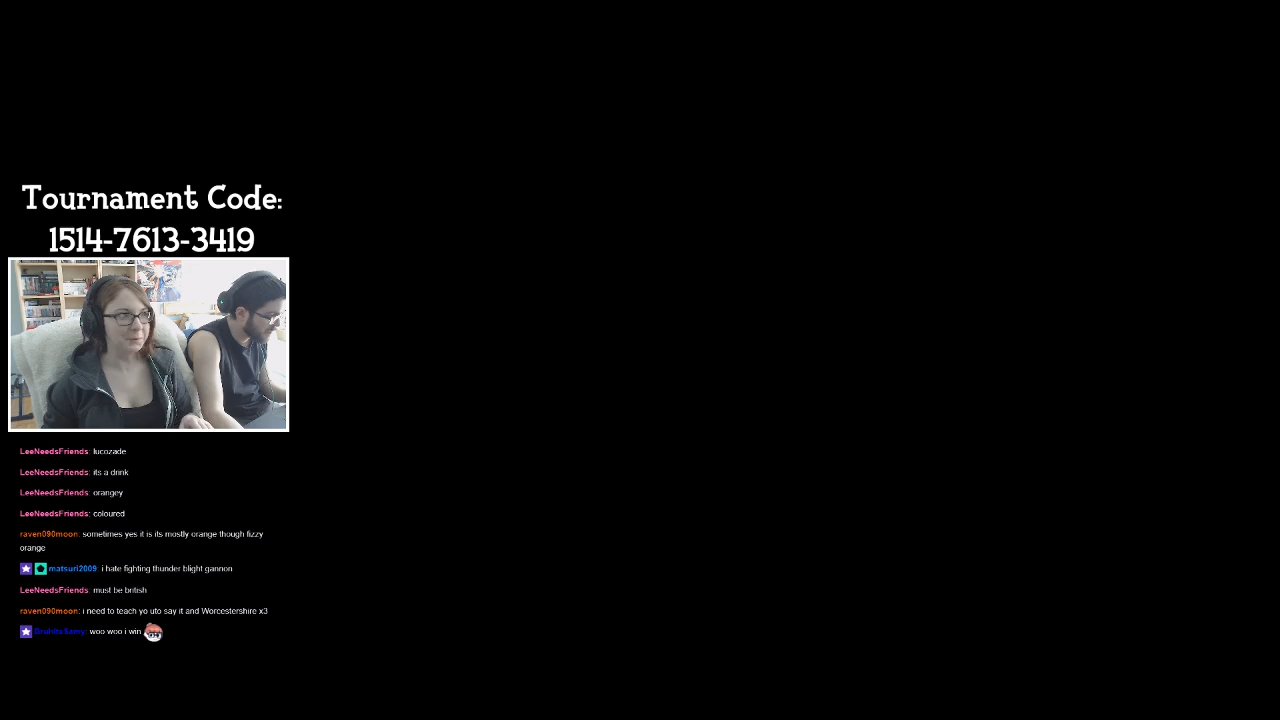 Tournament Code:
1514-7613-3419
LeeNeedsFriends: lucozade
LeeNeedsFriends: its a drink
LeeNeedsFriends: orangey
LeeNeedsFriends: coloured
raven090moon: sometimes yes it is its mostly orange though fizzy
orange
matsuri2009: i hate fighting thunder blight gannon
LeeNeedsFriends: must be british
raven090moon: i need to teach yo uto say it and Worcestershire x3
woo woo i win